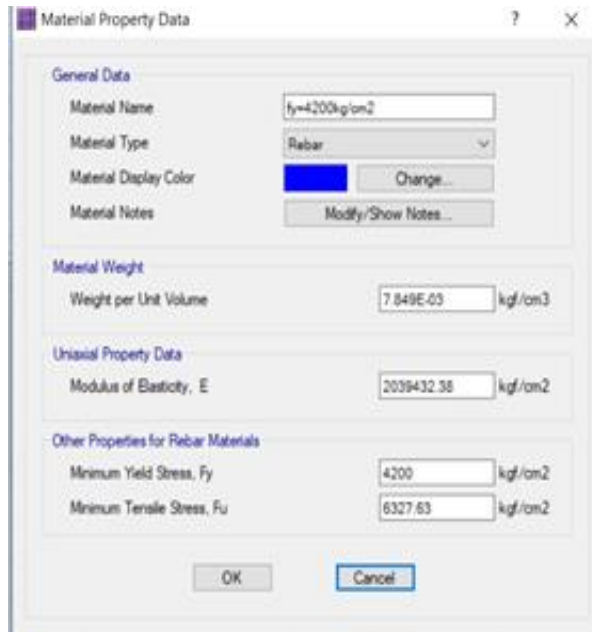 Material Property Data ?
General Data
Material Name fy=4200kg/cm2
Material Type Rebar
Material Display Color Change...
Material Notes Modify/Show Notes...
Material Weight
Weight per Unit Volume 7.849E-03 kgf/cm3
Uniaxial Property Data
Modulus of Elasticity, E 2039432.38 kgf/cm2
Other Properties for Rebar Materials
Minimum Yield Stress, Fy 4200 kgf/cm2
Minimum Tensile Stress, Fu 6327.63 kgf/cm2
OK Cancel